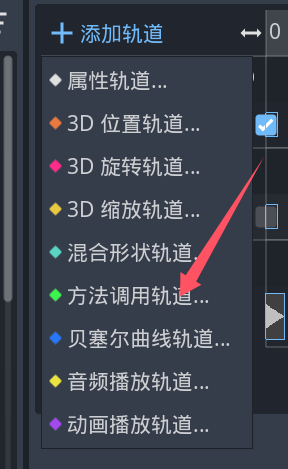 添加轨道
0
属性轨道...
3D 位置轨道...
3D 旋转轨道...
3D 缩放轨道...
混合形状轨道...
方法调用轨道...
贝塞尔曲线轨道...
音频播放轨道...
动画播放轨道...